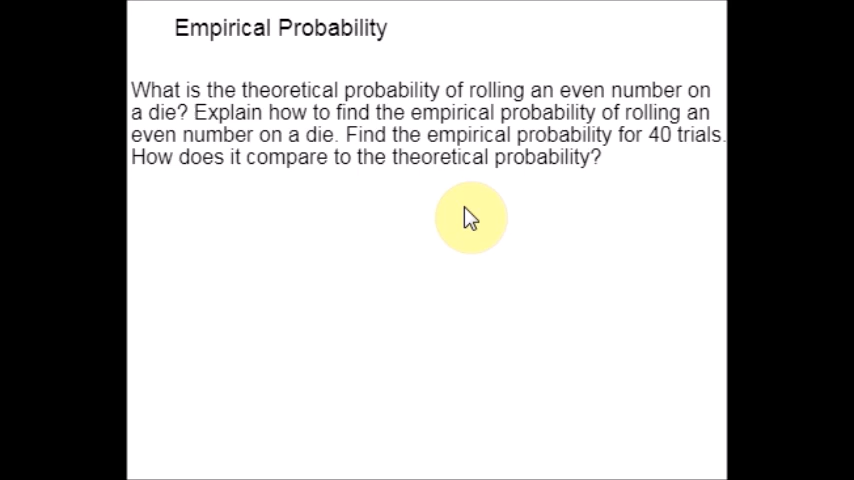 Empirical Probability
What is the theoretical probability of rolling an even number on
a die? Explain how to find the empirical probability of rolling an
even number on a die. Find the empirical probability for 40 trials.
How does it compare to the theoretical probability?